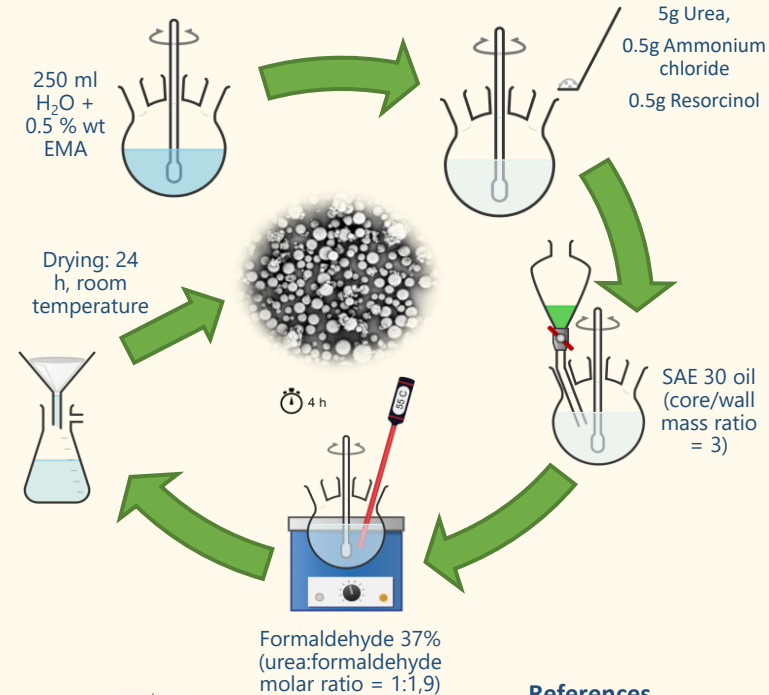 250 ml
H₂O +
0.5 % wt
EMA
5g Urea,
0.5g Ammonium
chloride
0.5g Resorcinol
SAE 30 oil
(core/wall
mass ratio
= 3)
55 C
4 h
Formaldehyde 37%
(urea:formaldehyde
molar ratio = 1:1,9)
Drying: 24
h, room
temperature
References